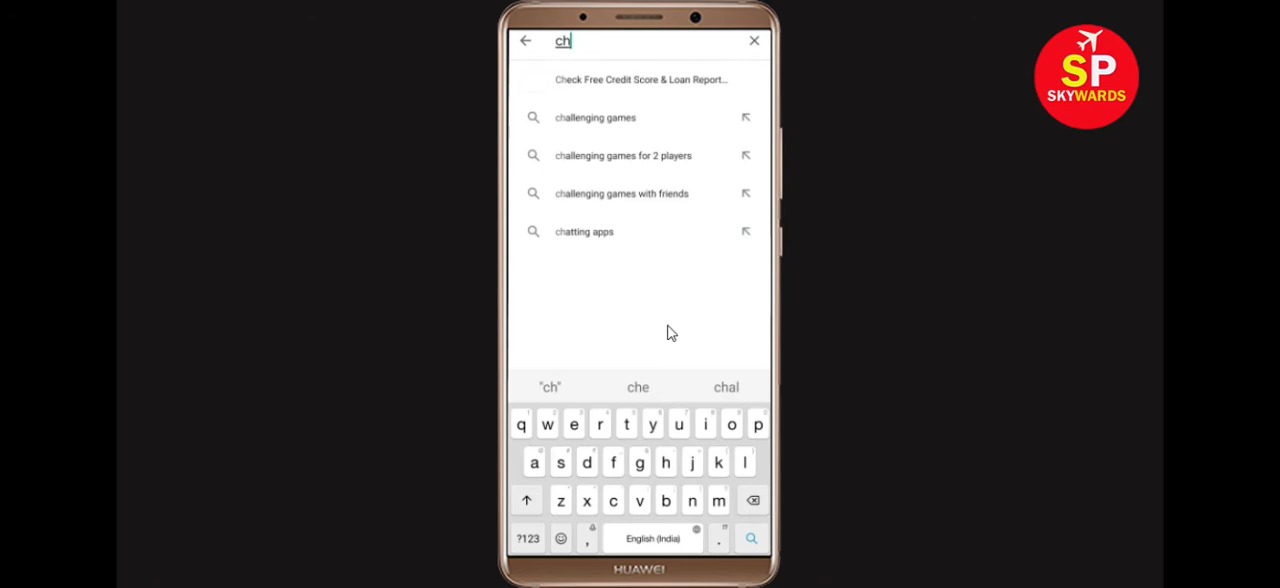 ch
Check Free Credit Score & Loan Report...
challenging games
challenging games for 2 players
challenging games with friends
chatting apps
"ch" che chal
q w e r t y u i o p
a s d f g h j k l
z x c v b n m
?123 , English (India) .
HUAWEI
SP
SKYWARDS